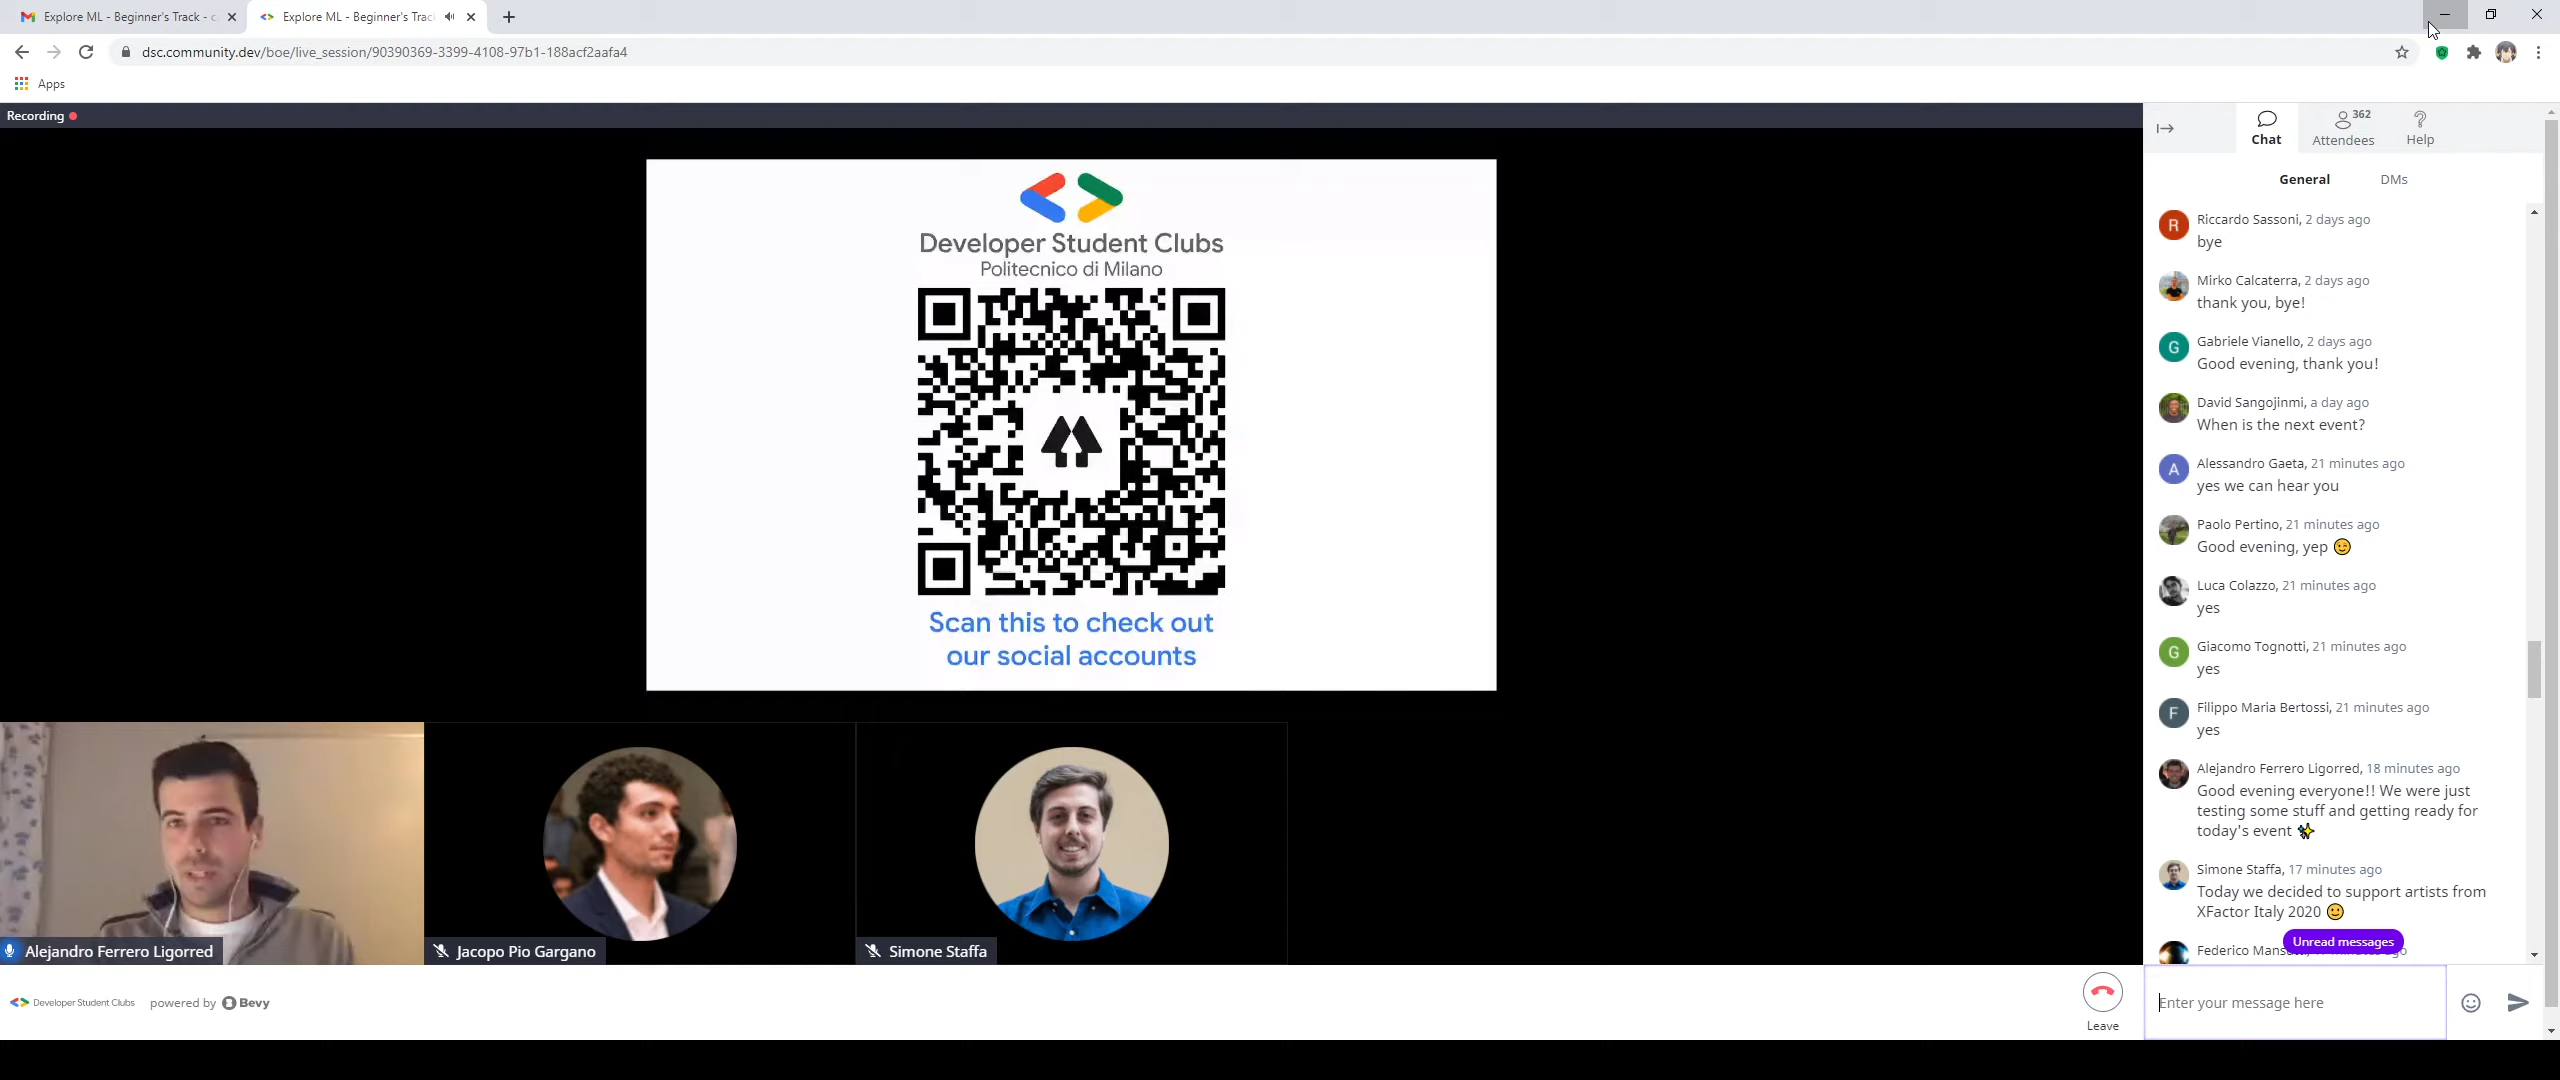 Explore ML - Beginner's Track - c
Explore ML - Beginner's Trac
dsc.community.dev/boe/live_session/90390369-3399-4108-97b1-188acf2aafa4
Apps
Recording
Developer Student Clubs
Politecnico di Milano
Scan this to check out
our social accounts
Alejandro Ferrero Ligorred
Jacopo Pio Gargano
Simone Staffa
Developer Student Clubs
powered by Bevy
Leave
Chat
362
Attendees
?
Help
General
DMs
R
Riccardo Sassoni, 2 days ago
bye
Mirko Calcaterra, 2 days ago
thank you, bye!
G
Gabriele Vianello, 2 days ago
Good evening, thank you!
David Sangojinmi, a day ago
When is the next event?
A
Alessandro Gaeta, 21 minutes ago
yes we can hear you
Paolo Pertino, 21 minutes ago
Good evening, yep 😉
Luca Colazzo, 21 minutes ago
yes
G
Giacomo Tognotti, 21 minutes ago
yes
F
Filippo Maria Bertossi, 21 minutes ago
yes
Alejandro Ferrero Ligorred, 18 minutes ago
Good evening everyone!! We were just
testing some stuff and getting ready for
today's event ✨
Simone Staffa, 17 minutes ago
Today we decided to support artists from
XFactor Italy 2020 🙂
Federico
Unread messages
Enter your message here